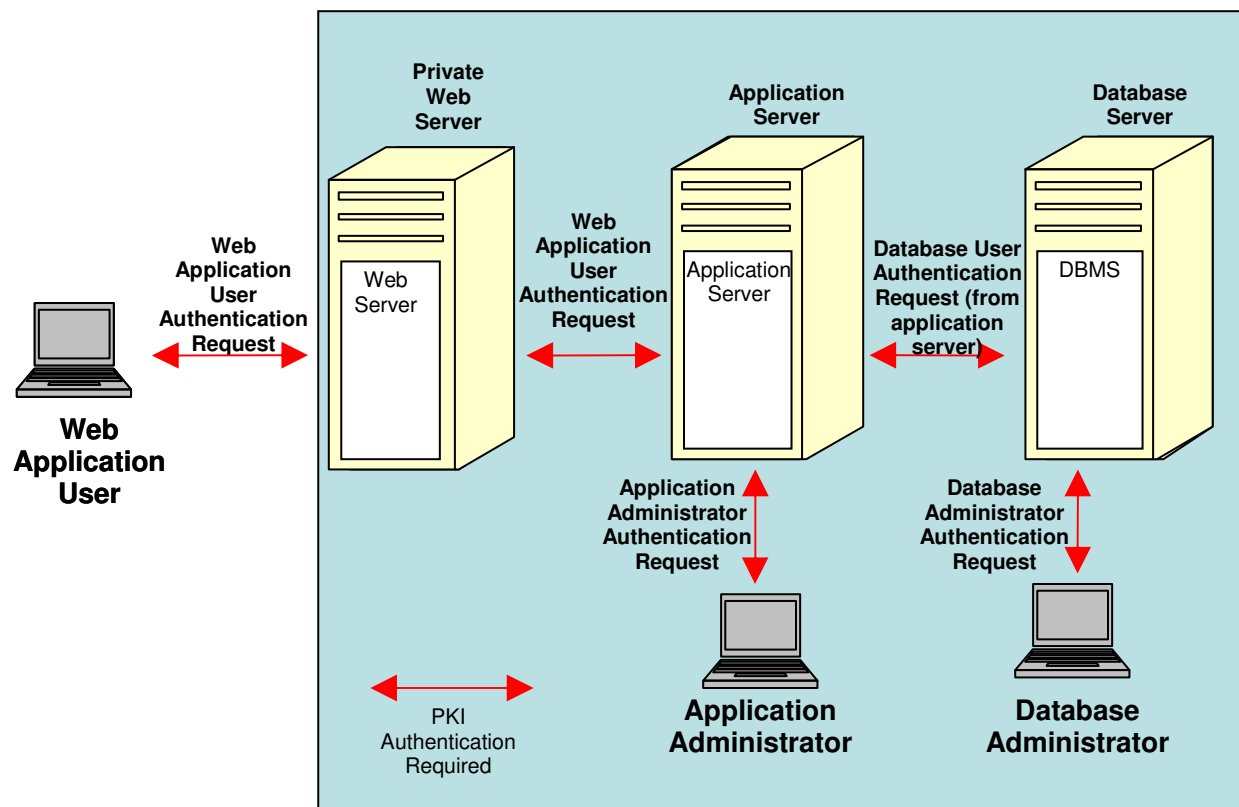 Private
Web
Server
Application
Server
Database
Server
Web
Application
User
Authentication
Request
Web
Server
Web
Application
User
Authentication
Request
Application
Server
Database User
Authentication
Request (from
application
server)
DBMS
Web
Application
User
Application
Administrator
Authentication
Request
Database
Administrator
Authentication
Request
PKI
Authentication
Required
Application
Administrator
Database
Administrator